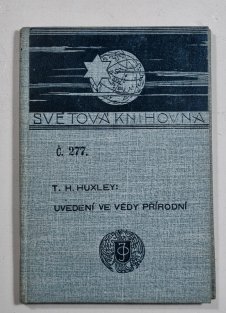 SVĚTOVÁ KNIHOVNA
Č. 277.
T. H. HUXLEY:
UVEDENÍ VE VĚDY PŘÍRODNÍ